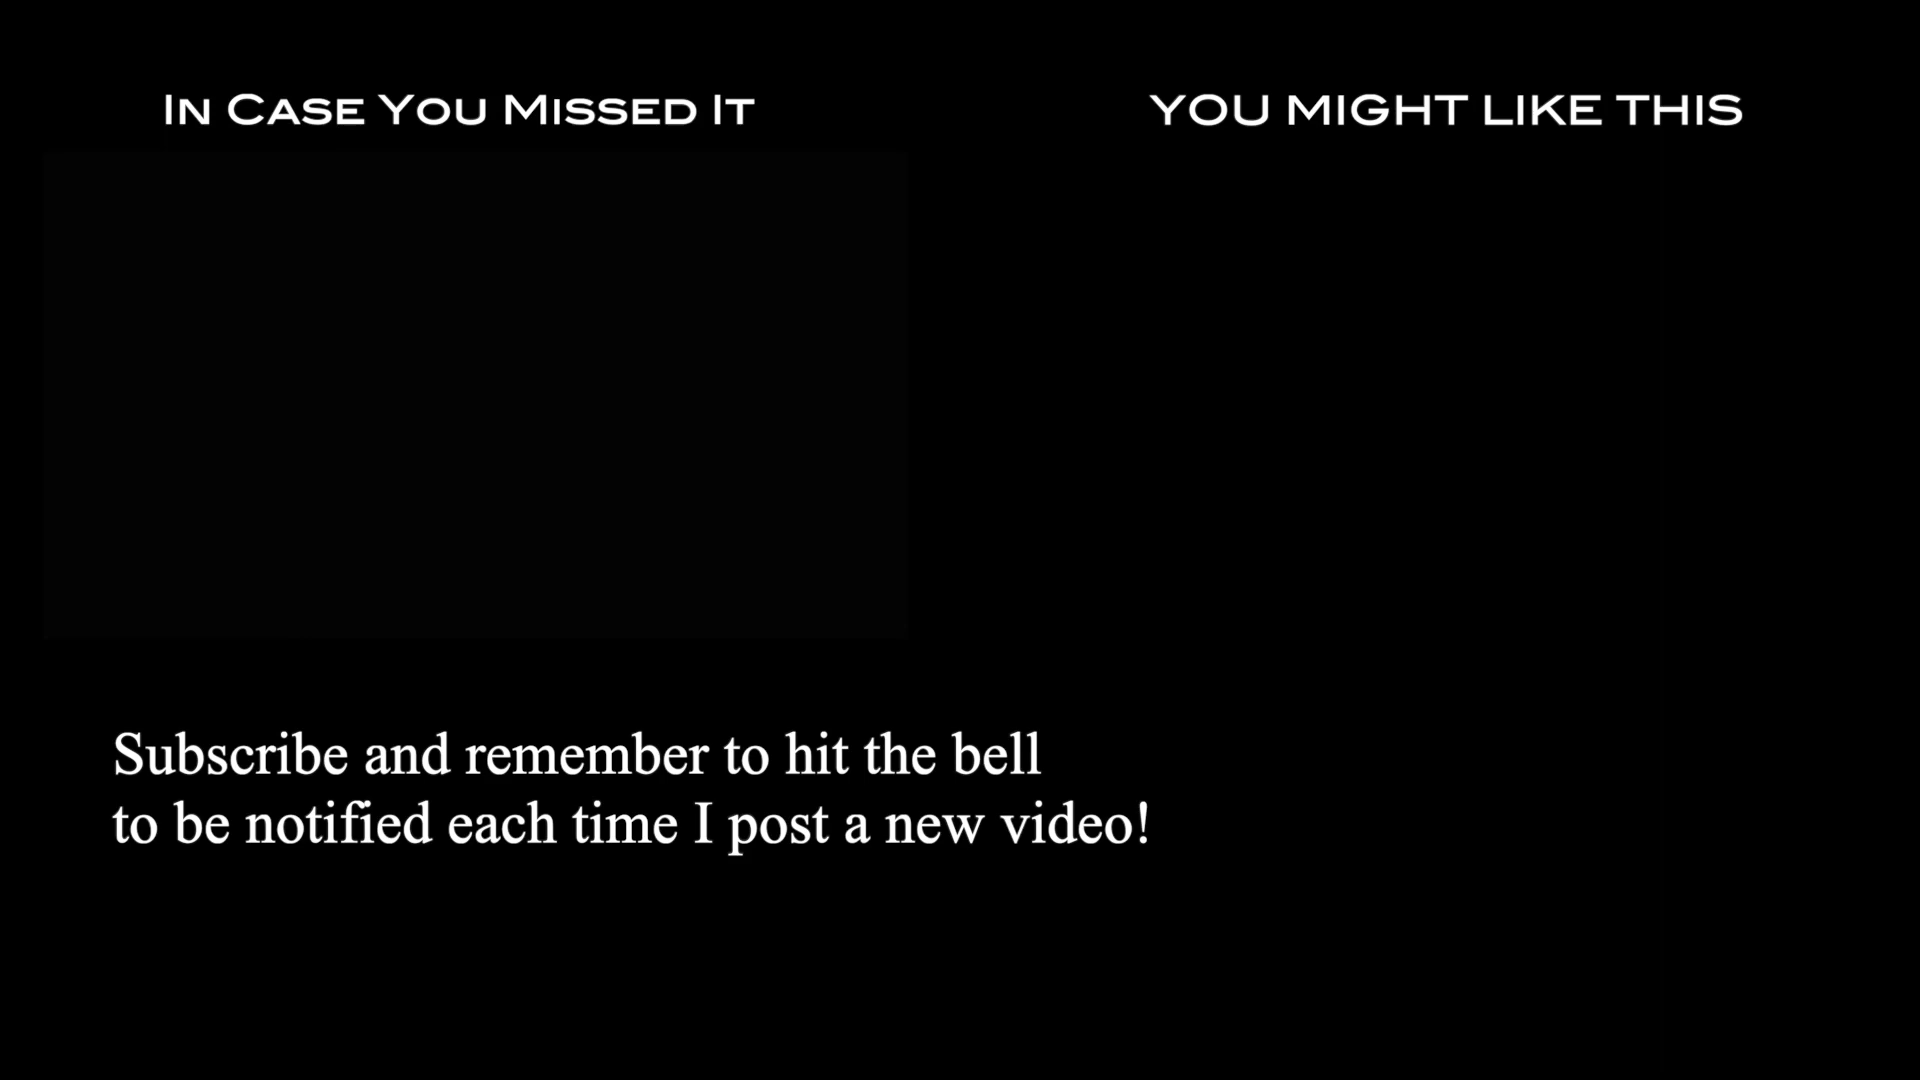 In Case You Missed It
YOU MIGHT LIKE THIS
Subscribe and remember to hit the bell
to be notified each time I post a new video!